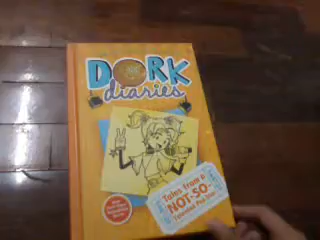 DORK
diaries
Tales from a
NOT-SO-
Talented Pop Star